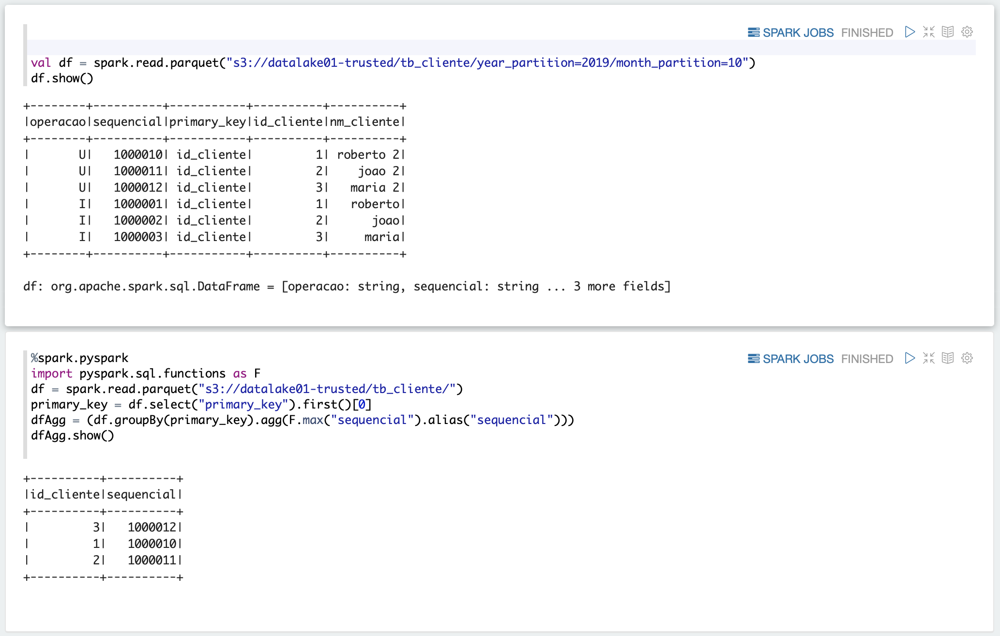 SPARK JOBS FINISHED
val df = spark.read.parquet("s3://datalake01-trusted/tb_cliente/year_partition=2019/month_partition=10")
df.show()
+--------+----------+-----------+----------+----------+
|operacao|sequencial|primary_key|id_cliente|nm_cliente|
+--------+----------+-----------+----------+----------+
|       U|   1000010| id_cliente|         1| roberto 2|
|       U|   1000011| id_cliente|         2|    joao 2|
|       U|   1000012| id_cliente|         3|   maria 2|
|       I|   1000001| id_cliente|         1|   roberto|
|       I|   1000002| id_cliente|         2|      joao|
|       I|   1000003| id_cliente|         3|     maria|
+--------+----------+-----------+----------+----------+
df: org.apache.spark.sql.DataFrame = [operacao: string, sequencial: string ... 3 more fields]
SPARK JOBS FINISHED
%spark.pyspark
import pyspark.sql.functions as F
df = spark.read.parquet("s3://datalake01-trusted/tb_cliente/")
primary_key = df.select("primary_key").first()[0]
dfAgg = (df.groupBy(primary_key).agg(F.max("sequencial").alias("sequencial")))
dfAgg.show()
+----------+----------+
|id_cliente|sequencial|
+----------+----------+
|         3|   1000012|
|         1|   1000010|
|         2|   1000011|
+----------+----------+